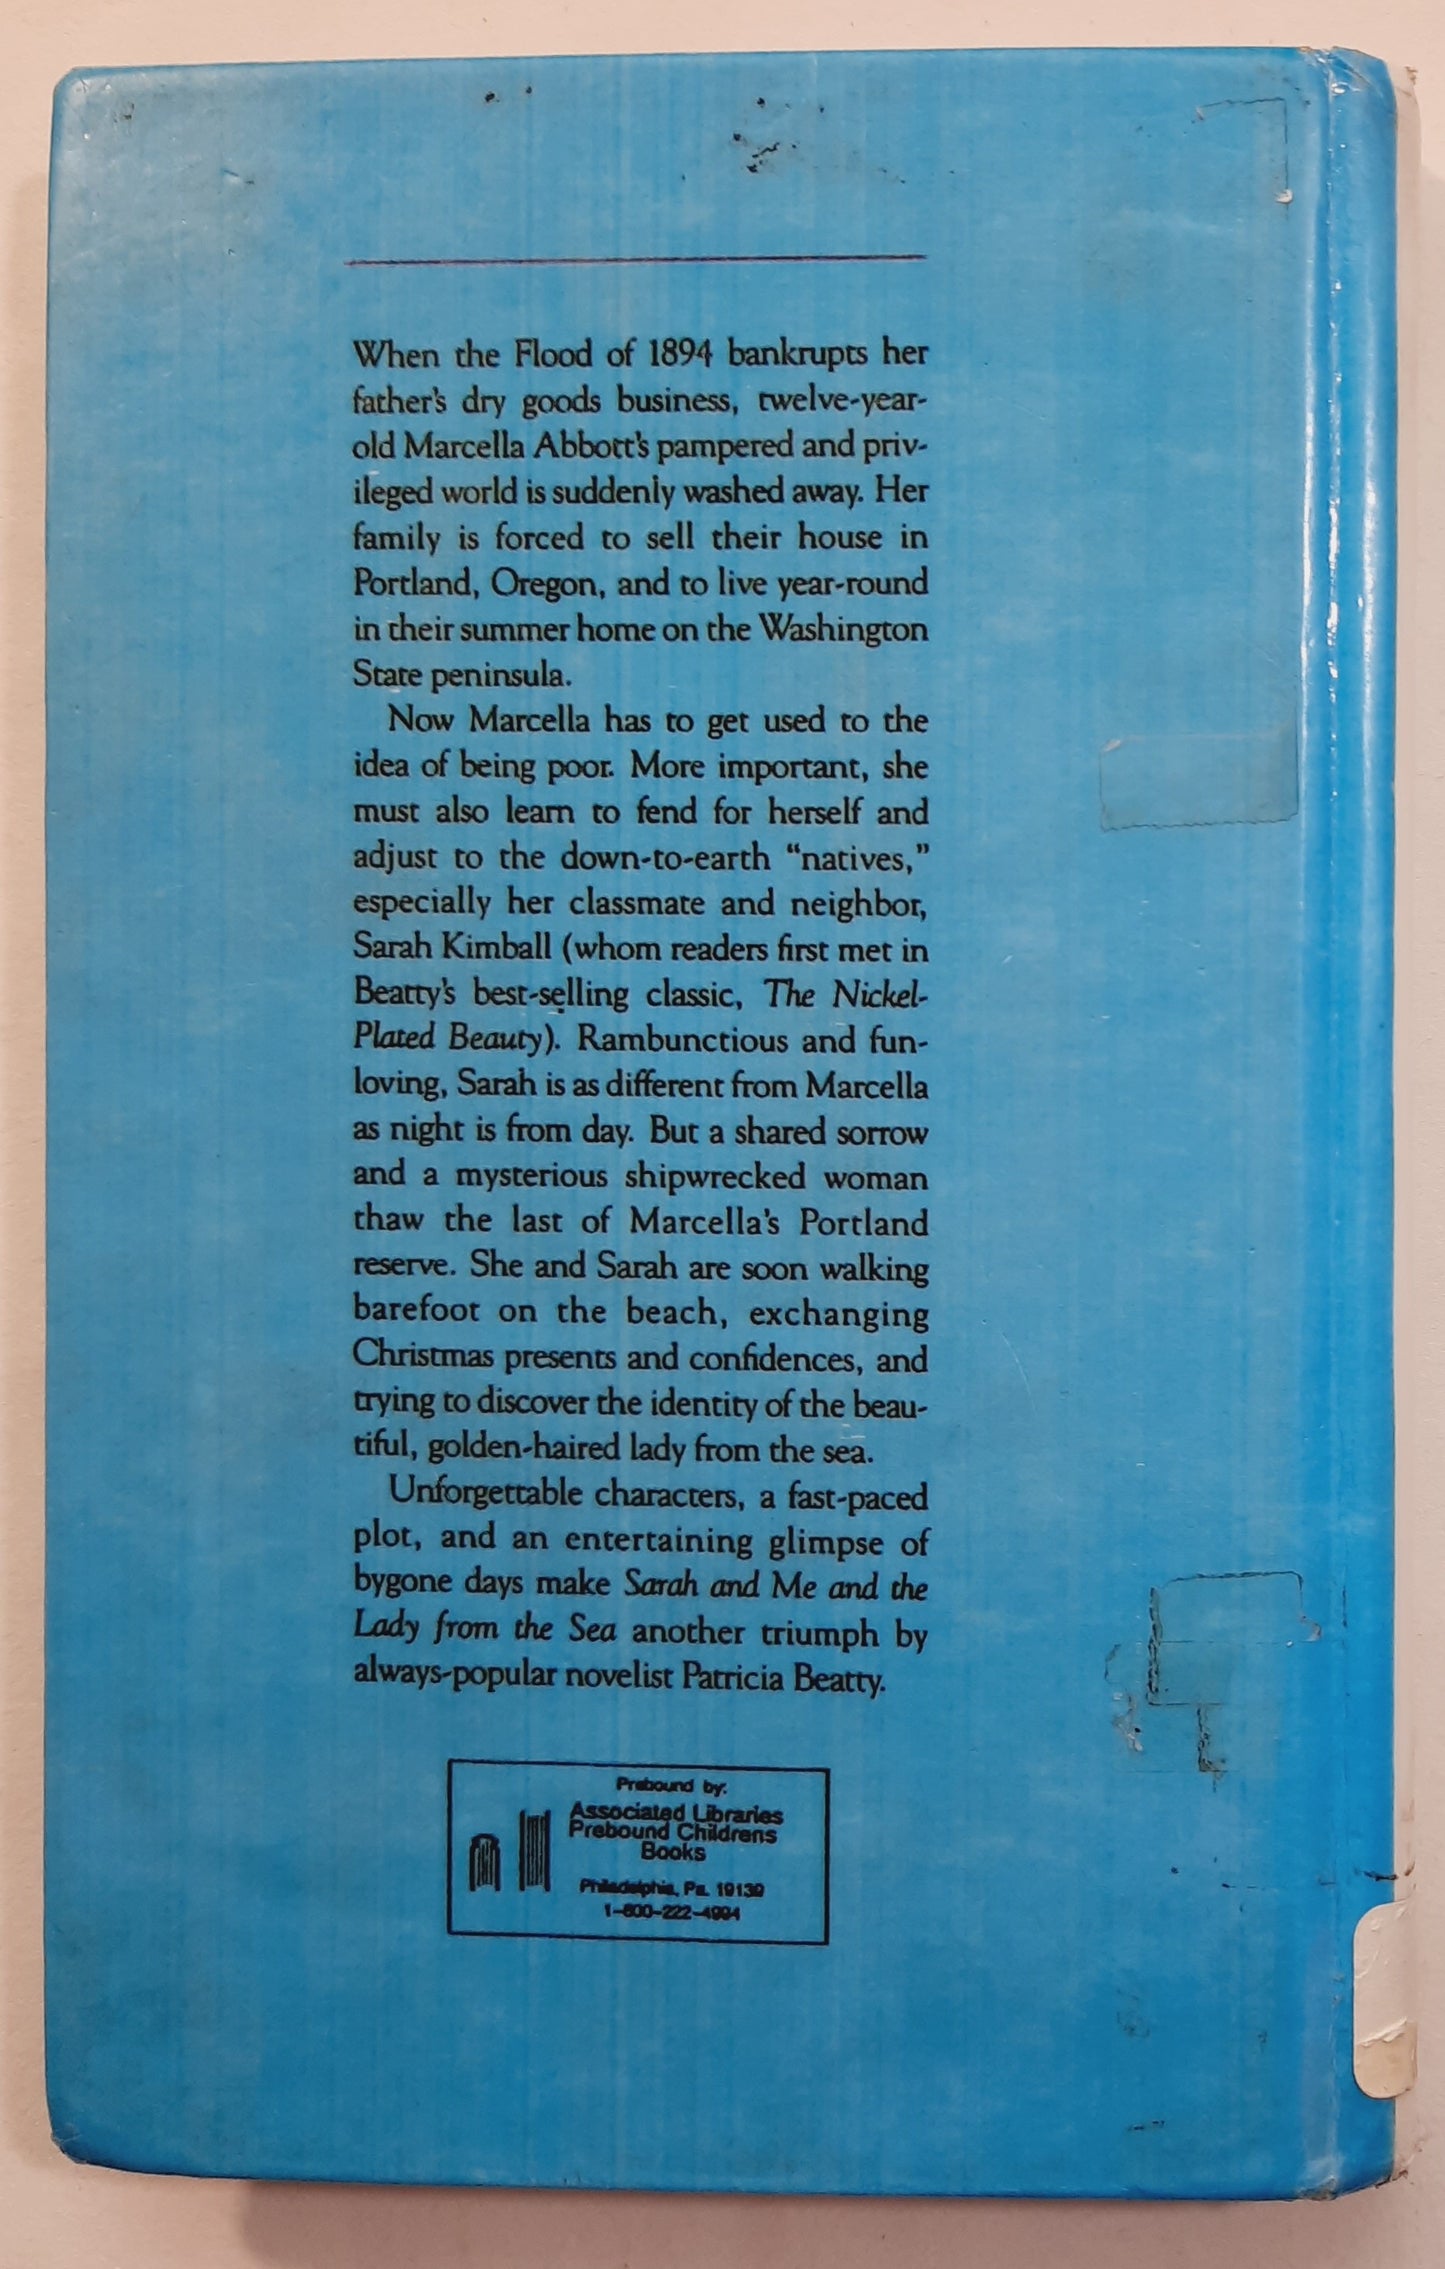 When the Flood of 1894 bankrupts her
father's dry goods business, twelve-year-
old Marcella Abbott's pampered and priv-
ileged world is suddenly washed away. Her
family is forced to sell their house in
Portland, Oregon, and to live year-round
in their summer home on the Washington
State peninsula.
Now Marcella has to get used to the
idea of being poor. More important, she
must also learn to fend for herself and
adjust to the down-to-earth “natives,”
especially her classmate and neighbor,
Sarah Kimball (whom readers first met in
Beatty's best-selling classic, The Nickel-
Plated Beauty). Rambunctious and fun-
loving, Sarah is as different from Marcella
as night is from day. But a shared sorrow
and a mysterious shipwrecked woman
thaw the last of Marcella's Portland
reserve. She and Sarah are soon walking
barefoot on the beach, exchanging
Christmas presents and confidences, and
trying to discover the identity of the beau-
tiful, golden-haired lady from the sea.
Unforgettable characters, a fast-paced
plot, and an entertaining glimpse of
bygone days make Sarah and Me and the
Lady from the Sea another triumph by
always-popular novelist Patricia Beatty.
Prebound by:
Associated Libraries
Prebound Childrens
Books
Philadelphia, Pa. 19139
1-800-222-4994